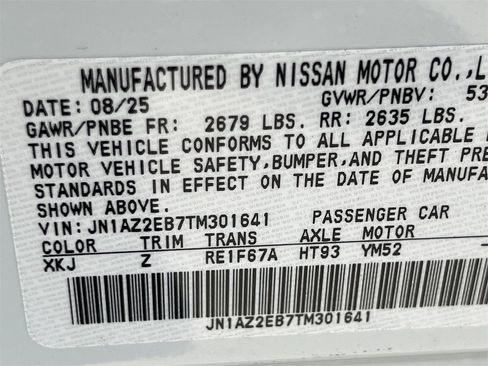 MANUFACTURED BY NISSAN MOTOR CO.,L
DATE: 08/25 GVWR/PNBV: 53
GAWR/PNBE FR: 2679 LBS. RR: 2635 LBS.
THIS VEHICLE CONFORMS TO ALL APPLICABLE
MOTOR VEHICLE SAFETY,BUMPER,AND THEFT PRE
STANDARDS IN EFFECT ON THE DATE OF MANUFA
SHOWN ABOVE.
VIN: JN1AZ2EB7TM301641 PASSENGER CAR
COLOR TRIM TRANS AXLE MOTOR
XKJ Z RE1F67A HT93 YM52
JN1AZ2EB7TM301641